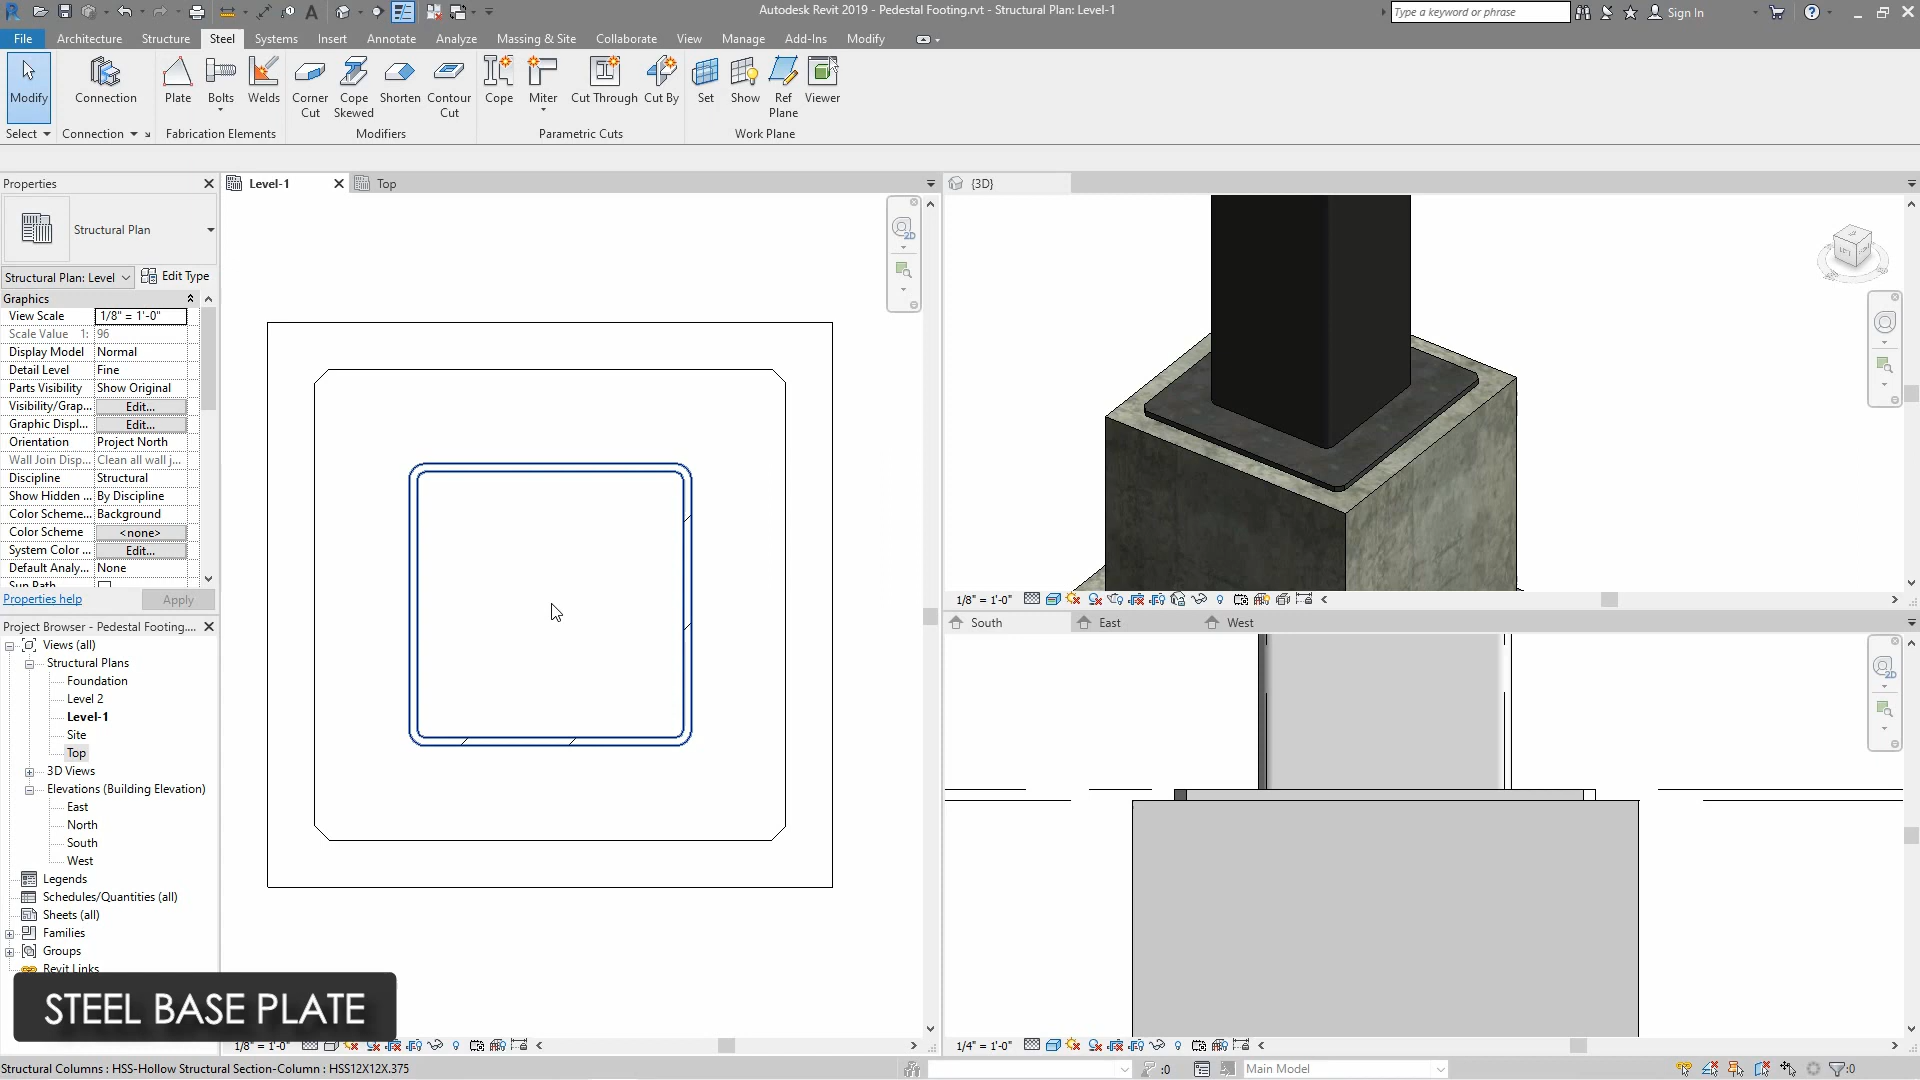 Autodesk Revit 2019 - Pedestal Footing.rvt - Structural Plan: Level-1
Type a keyword or phrase
Sign In
File Architecture Structure Steel Systems Insert Annotate Analyze Massing & Site Collaborate View Manage Add-Ins Modify
Modify
Connection
Plate
Bolts
Welds
Corner Cut
Cope Skewed
Shorten
Contour Cut
Cope
Miter
Cut Through
Cut By
Set
Show
Ref Plane
Viewer
Select
Connection
Fabrication Elements
Modifiers
Parametric Cuts
Work Plane
Properties
Structural Plan
Structural Plan: Level
Edit Type
Graphics
View Scale 1/8" = 1'-0"
Scale Value 1: 96
Display Model Normal
Detail Level Fine
Parts Visibility Show Original
Visibility/Grap... Edit...
Graphic Displ... Edit...
Orientation Project North
Wall Join Disp... Clean all wall j...
Discipline Structural
Show Hidden ... By Discipline
Color Scheme... Background
Color Scheme <none>
System Color ... Edit...
Default Analy... None
Sun Path
Properties help
Apply
Project Browser - Pedestal Footing....
Views (all)
Structural Plans
Foundation
Level 2
Level-1
Site
Top
3D Views
Elevations (Building Elevation)
East
North
South
West
Legends
Schedules/Quantities (all)
Sheets (all)
Families
Groups
Revit Links
STEEL BASE PLATE
Level-1
Top
2D
1/8" = 1'-0"
{3D}
1/8" = 1'-0"
South
East
West
2D
1/4" = 1'-0"
Structural Columns : HSS-Hollow Structural Section-Column : HSS12X12X.375
:0
Main Model
:0